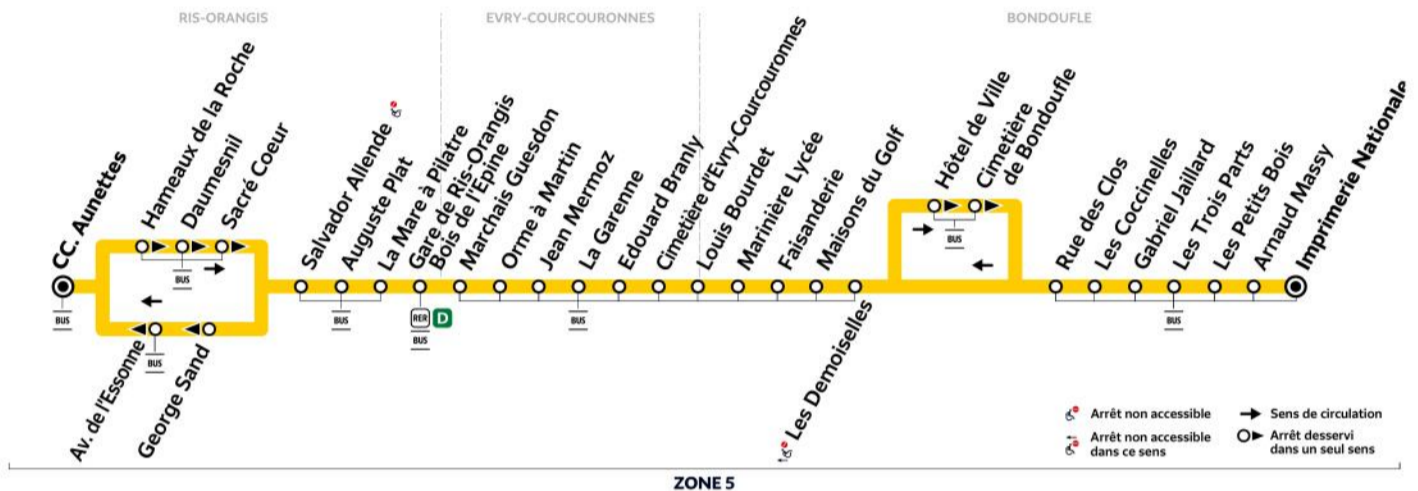 RIS-ORANGIS
EVRY-COURCOURONNES
BONDOUFLE
CC. Aunettes
Hameaux de la Roche
Daumesnil
Sacré Coeur
Av. de l'Essonne
George Sand
Salvador Allende
Auguste Plat
La Mare à Pilatre
Gare de Ris-Orangis
Bois de l'Epine
Marchais Guesdon
Orme à Martin
Jean Mermoz
La Garenne
Edouard Branly
Cimetière d'Evry-Courcouronnes
Louis Bourdet
Marinière Lycée
Faisanderie
Maisons du Golf
Les Demoiselles
Hôtel de Ville
Cimetière
de Bondoufle
Rue des Clos
Les Coccinelles
Gabriel Jaillard
Les Trois Parts
Les Petits Bois
Arnaud Massy
Imprimerie Nationale
BUS
BUS
BUS
BUS
RER D
BUS
BUS
BUS
BUS
Arrêt non accessible
Arrêt non accessible
dans ce sens
Sens de circulation
Arrêt desservi
dans un seul sens
ZONE 5